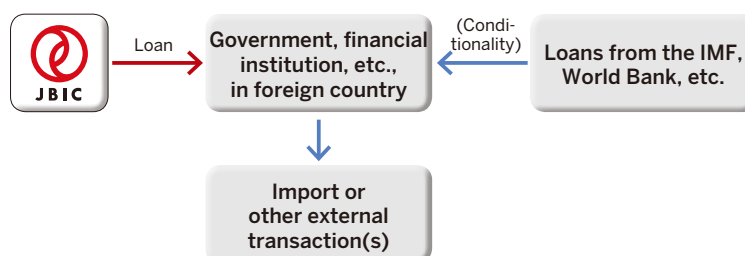 JBIC
Loan
Government, financial
institution, etc.,
in foreign country
(Condi-
tionality)
Loans from the IMF,
World Bank, etc.
Import or
other external
transaction(s)